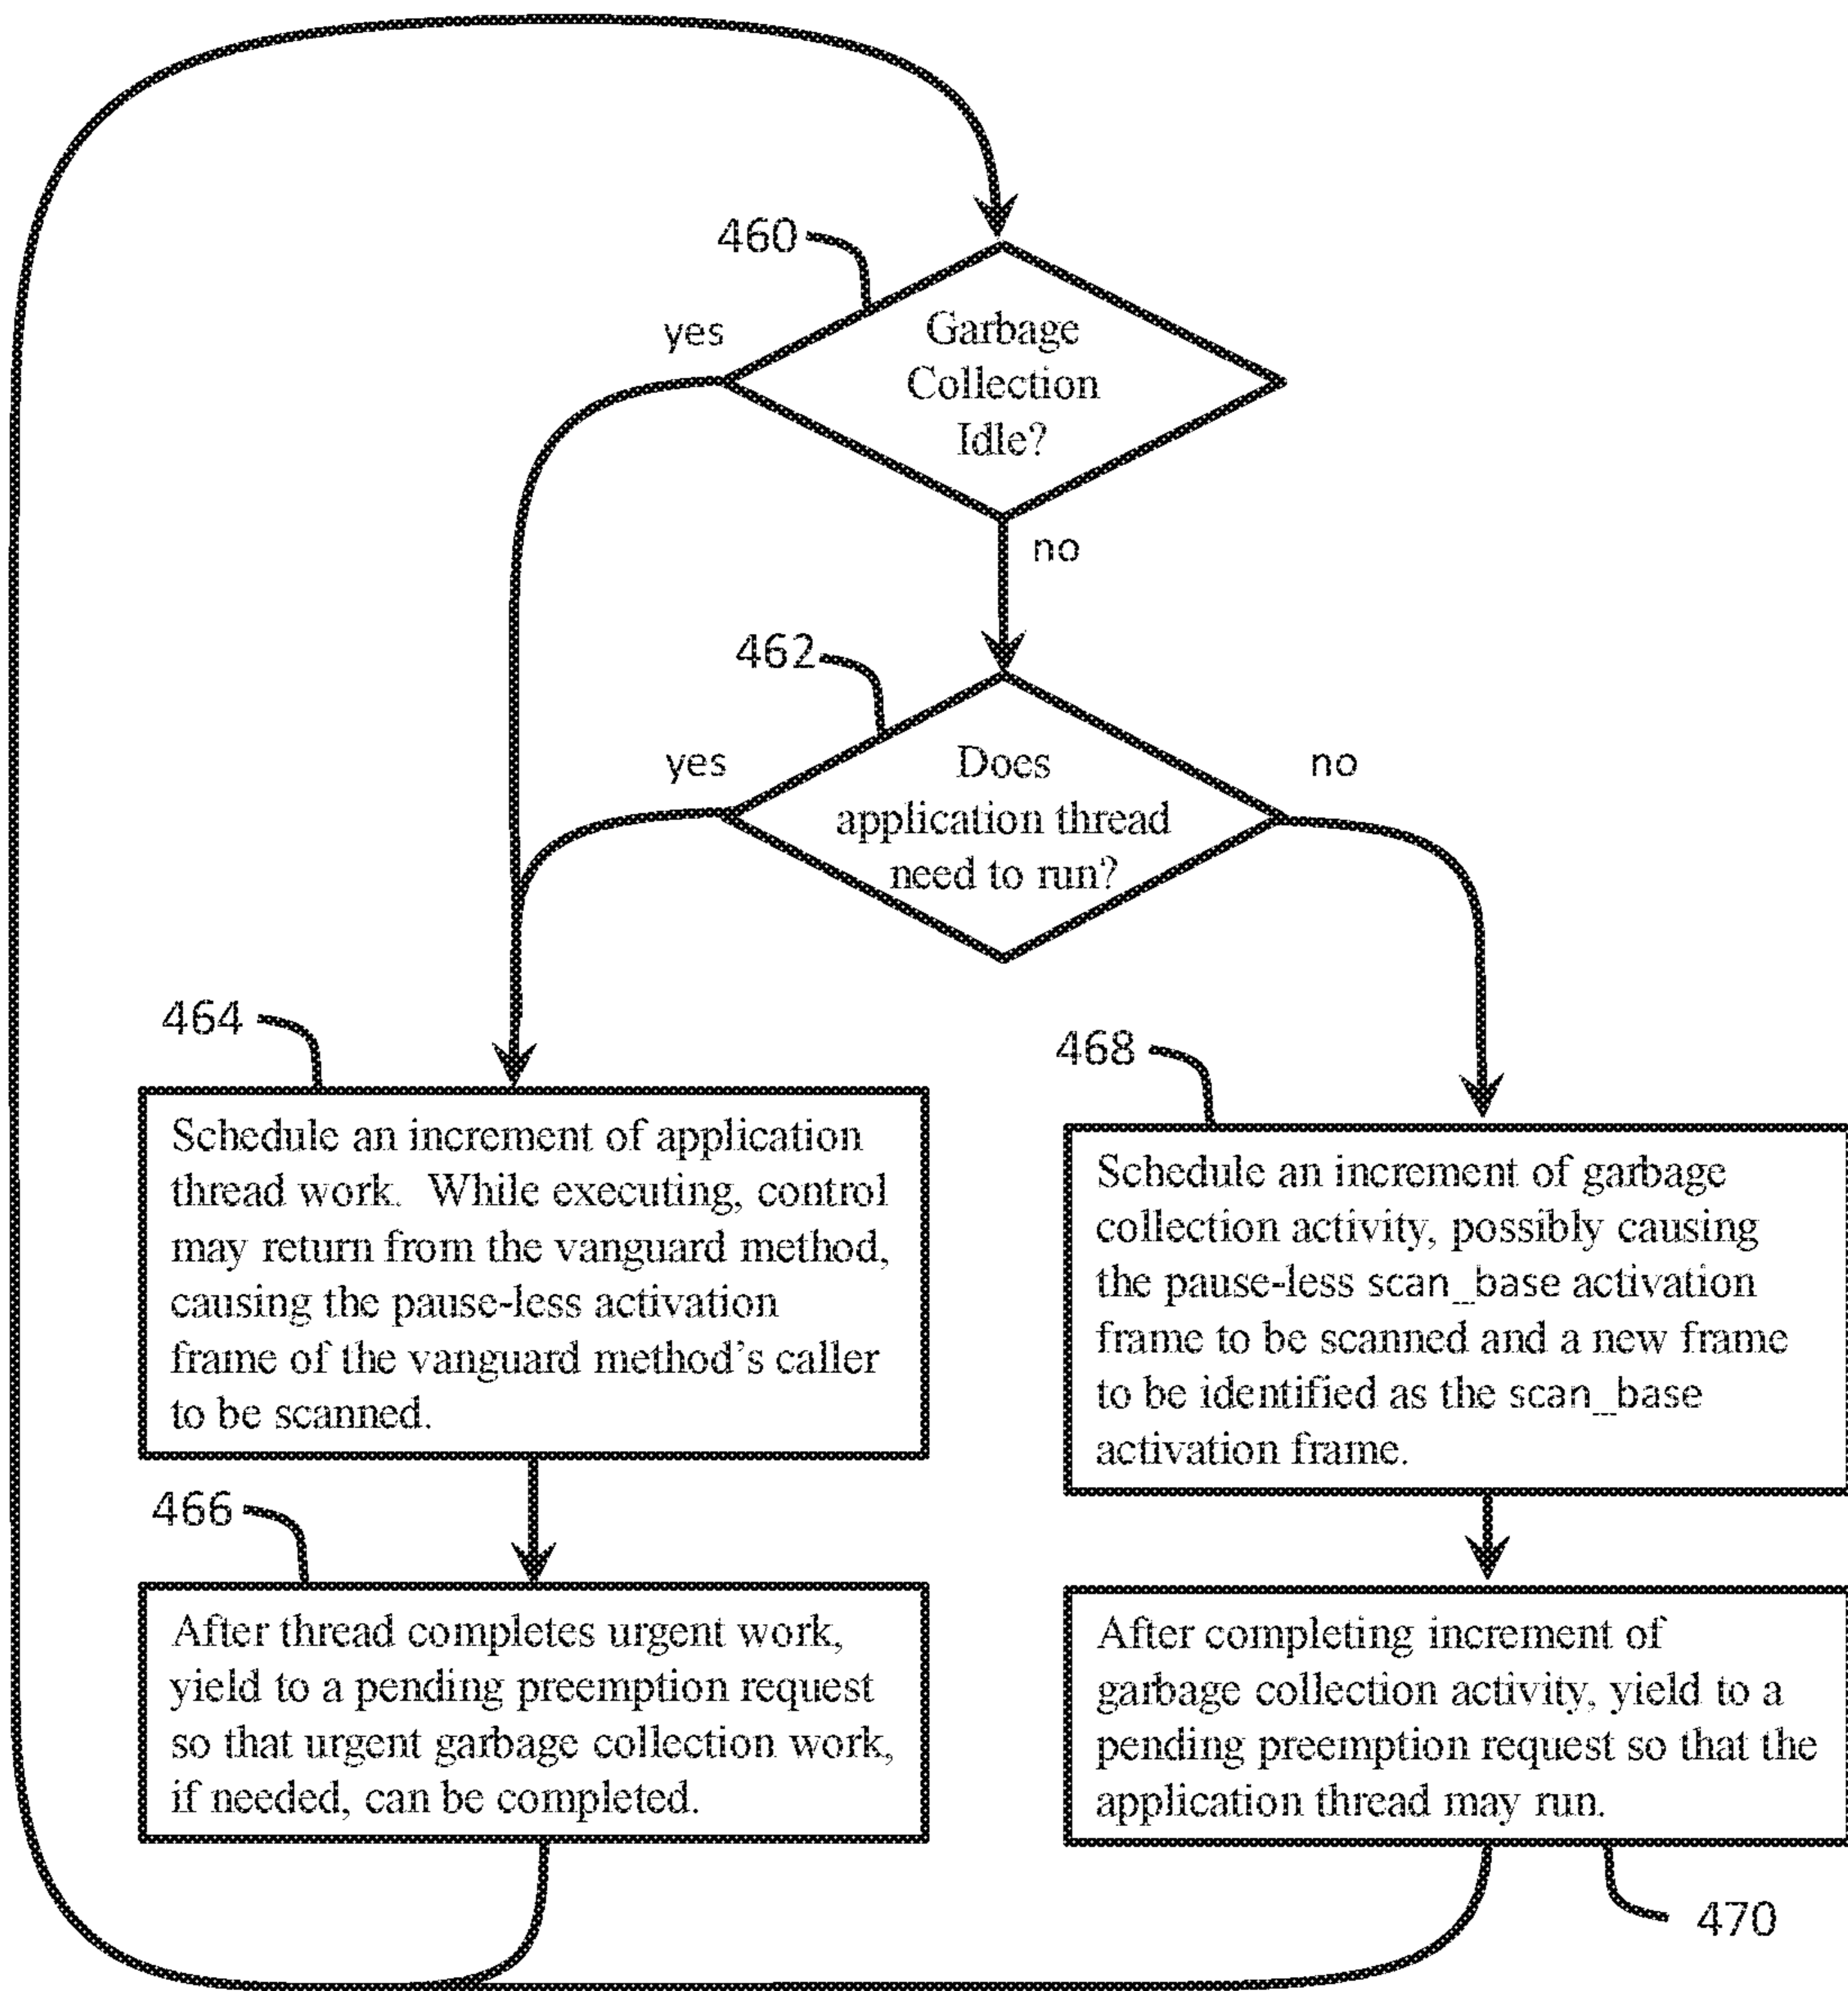 460
yes
Garbage
Collection
Idle?
no
462
yes
Does
application thread
need to run?
no
464
Schedule an increment of application
thread work.  While executing, control
may return from the vanguard method,
causing the pause-less activation
frame of the vanguard method's caller
to be scanned.
468
Schedule an increment of garbage
collection activity, possibly causing
the pause-less scan_base activation
frame to be scanned and a new frame
to be identified as the scan_base
activation frame.
466
After thread completes urgent work,
yield to a pending preemption request
so that urgent garbage collection work,
if needed, can be completed.
After completing increment of
garbage collection activity, yield to a
pending preemption request so that the
application thread may run.
470